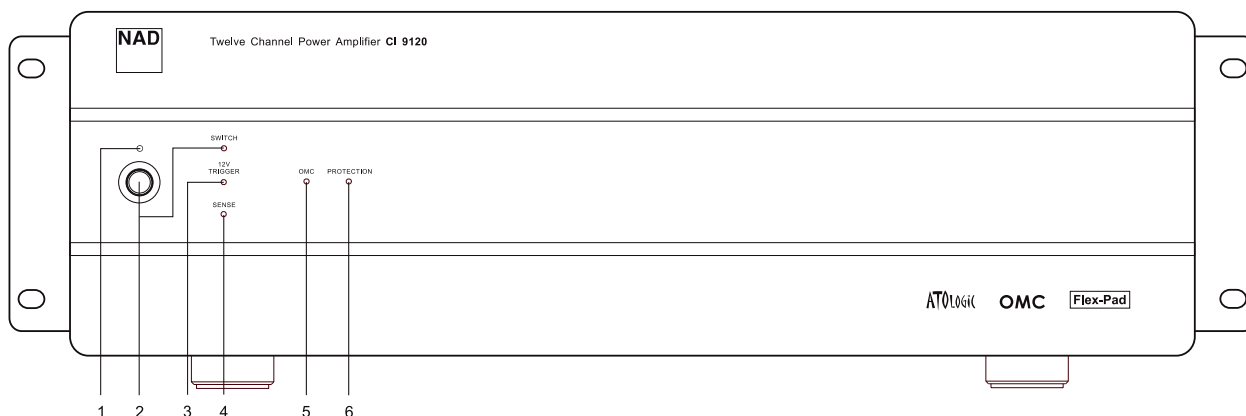 NAD
Twelve Channel Power Amplifier CI 9120
SWITCH
12V
TRIGGER
OMC PROTECTION
SENSE
ATOLOGIC OMC Flex-Pad
1 2 3 4 5 6